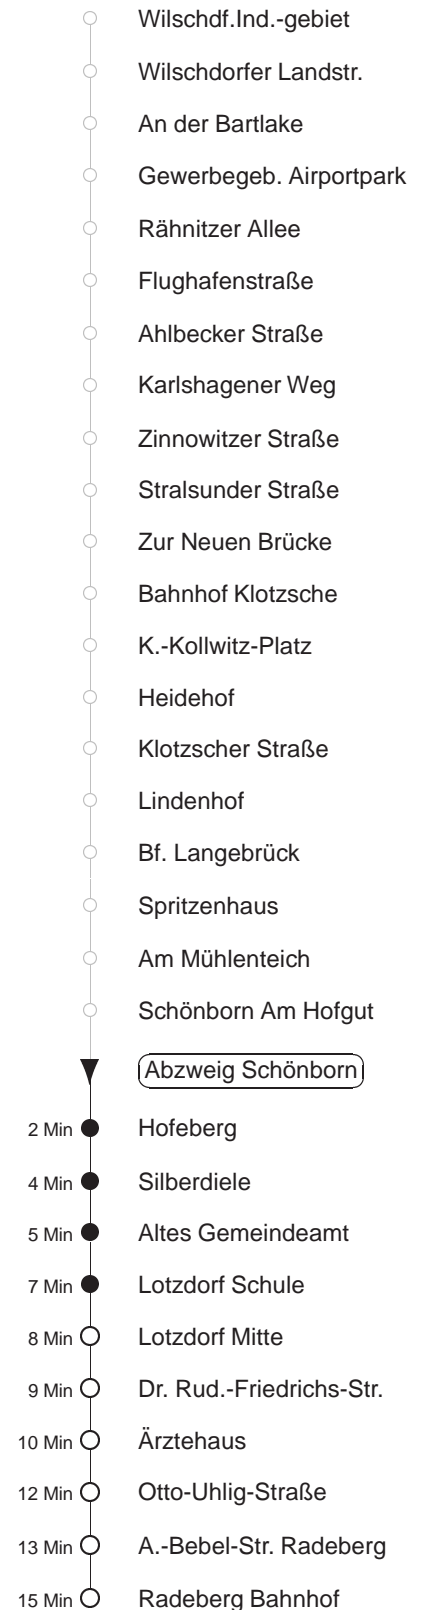 Wilschdf.Ind.-gebiet
Wilschdorfer Landstr.
An der Bartlake
Gewerbegeb. Airportpark
Rähnitzer Allee
Flughafenstraße
Ahlbecker Straße
Karlshagener Weg
Zinnowitzer Straße
Stralsunder Straße
Zur Neuen Brücke
Bahnhof Klotzsche
K.-Kollwitz-Platz
Heidehof
Klotzscher Straße
Lindenhof
Bf. Langebrück
Spritzenhaus
Am Mühlenteich
Schönborn Am Hofgut
Abzweig Schönborn
2 Min Hofeberg
4 Min Silberdiele
5 Min Altes Gemeindeamt
7 Min Lotzdorf Schule
8 Min Lotzdorf Mitte
9 Min Dr. Rud.-Friedrichs-Str.
10 Min Ärztehaus
12 Min Otto-Uhlig-Straße
13 Min A.-Bebel-Str. Radeberg
15 Min Radeberg Bahnhof